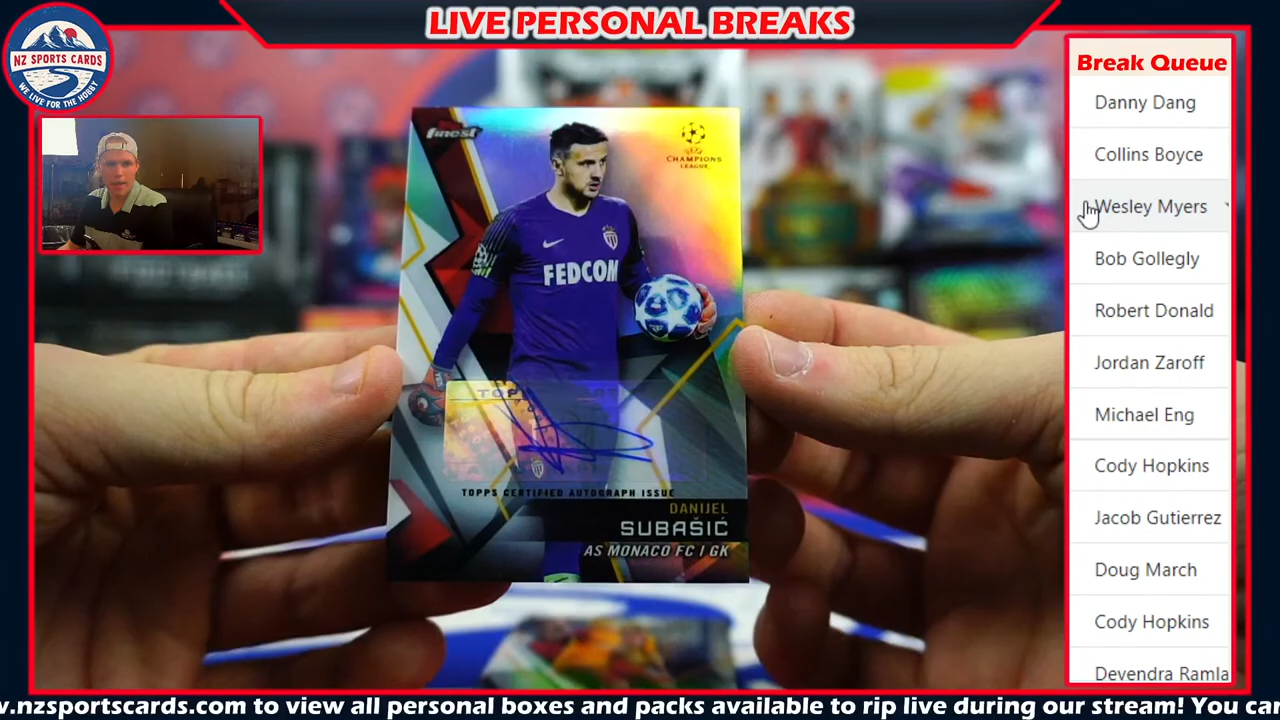 LIVE PERSONAL BREAKS
NZ SPORTS CARDS
WE LIVE FOR THE HOBBY
Break Queue
Danny Dang
Collins Boyce
Wesley Myers
Bob Gollegly
Robert Donald
Jordan Zaroff
Michael Eng
Cody Hopkins
Jacob Gutierrez
Doug March
Cody Hopkins
Devendra Ramla
finest
UEFA
CHAMPIONS
LEAGUE
FEDCOM
TOPPS CERTIFIED AUTOGRAPH ISSUE
DANIJEL
SUBAŠIĆ
AS MONACO FC | GK
w.nzsportscards.com to view all personal boxes and packs available to rip live during our stream! You can